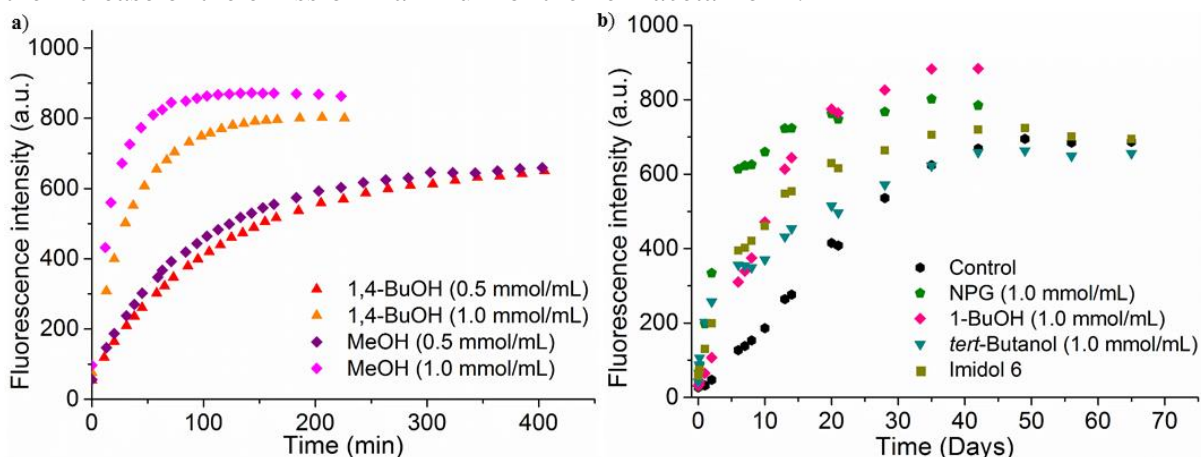 a)
1000
800
600
400
200
0
Fluorescence intensity (a.u.)
1,4-BuOH (0.5 mmol/mL)
1,4-BuOH (1.0 mmol/mL)
MeOH (0.5 mmol/mL)
MeOH (1.0 mmol/mL)
0 100 200 300 400
Time (min)
b)
1000
800
600
400
200
0
Fluorescence intensity (a.u.)
Control
NPG (1.0 mmol/mL)
1-BuOH (1.0 mmol/mL)
tert-Butanol (1.0 mmol/mL)
Imidol 6
0 10 20 30 40 50 60 70
Time (Days)